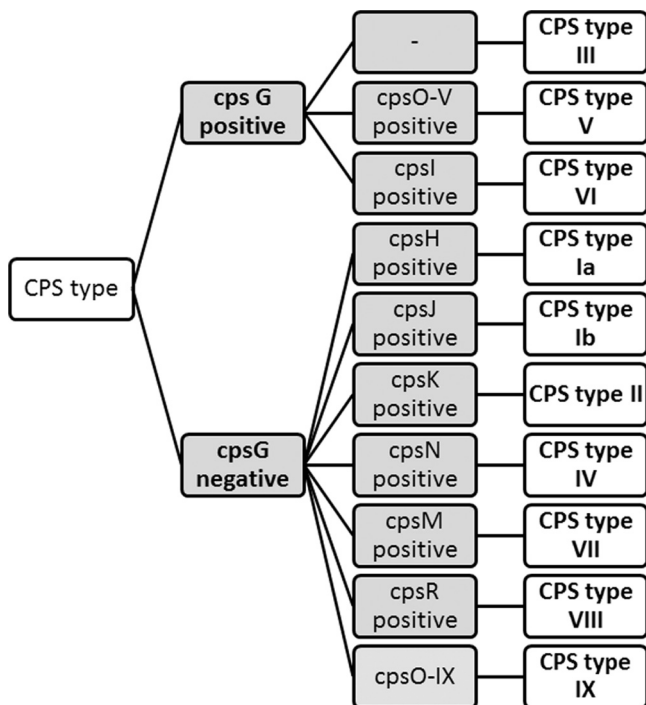 CPS type
cps G
positive
cpsG
negative
-
CPS type
III
cpsO-V
positive
CPS type
V
cpsI
positive
CPS type
VI
cpsH
positive
CPS type
Ia
cpsJ
positive
CPS type
Ib
cpsK
positive
CPS type II
cpsN
positive
CPS type
IV
cpsM
positive
CPS type
VII
cpsR
positive
CPS type
VIII
cpsO-IX
CPS type
IX